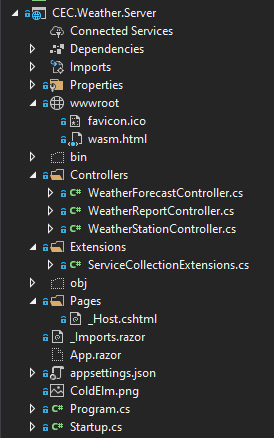 CEC.Weather.Server
Connected Services
Dependencies
Imports
Properties
wwwroot
favicon.ico
wasm.html
bin
Controllers
C# WeatherForecastController.cs
C# WeatherReportController.cs
C# WeatherStationController.cs
Extensions
C# ServiceCollectionExtensions.cs
obj
Pages
_Host.cshtml
_Imports.razor
App.razor
appsettings.json
ColdElm.png
C# Program.cs
C# Startup.cs